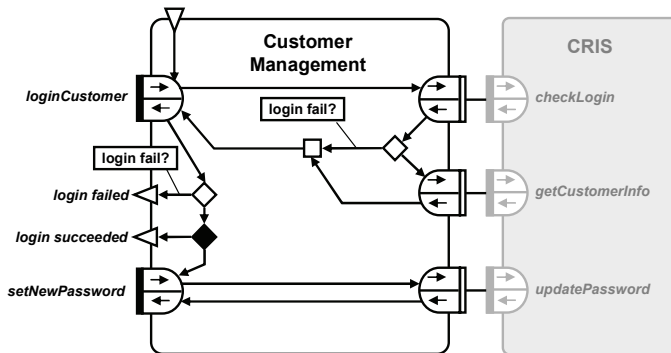 Customer
Management
CRIS
loginCustomer
checkLogin
login fail?
login fail?
login failed
getCustomerInfo
login succeeded
setNewPassword
updatePassword